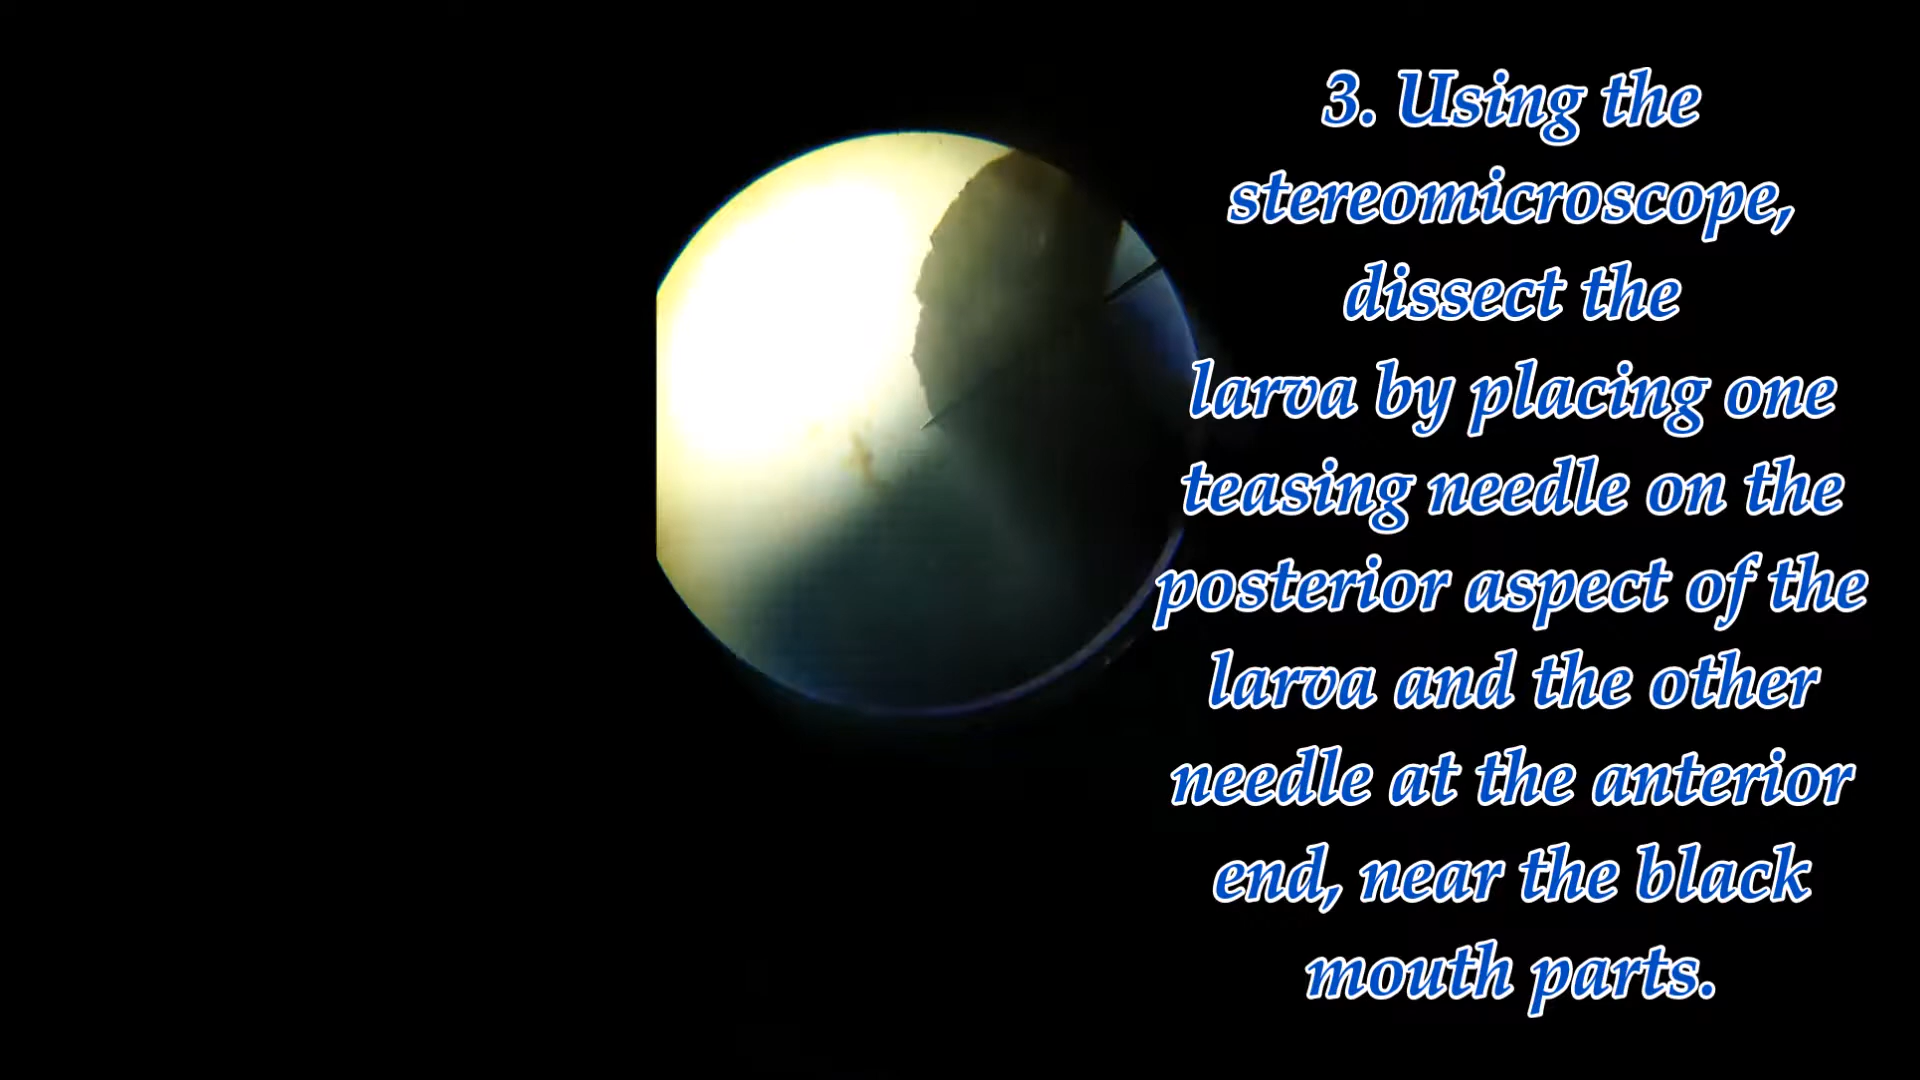 3. Using the
stereomicroscope,
dissect the
larva by placing one
teasing needle on the
posterior aspect of the
larva and the other
needle at the anterior
end, near the black
mouth parts.